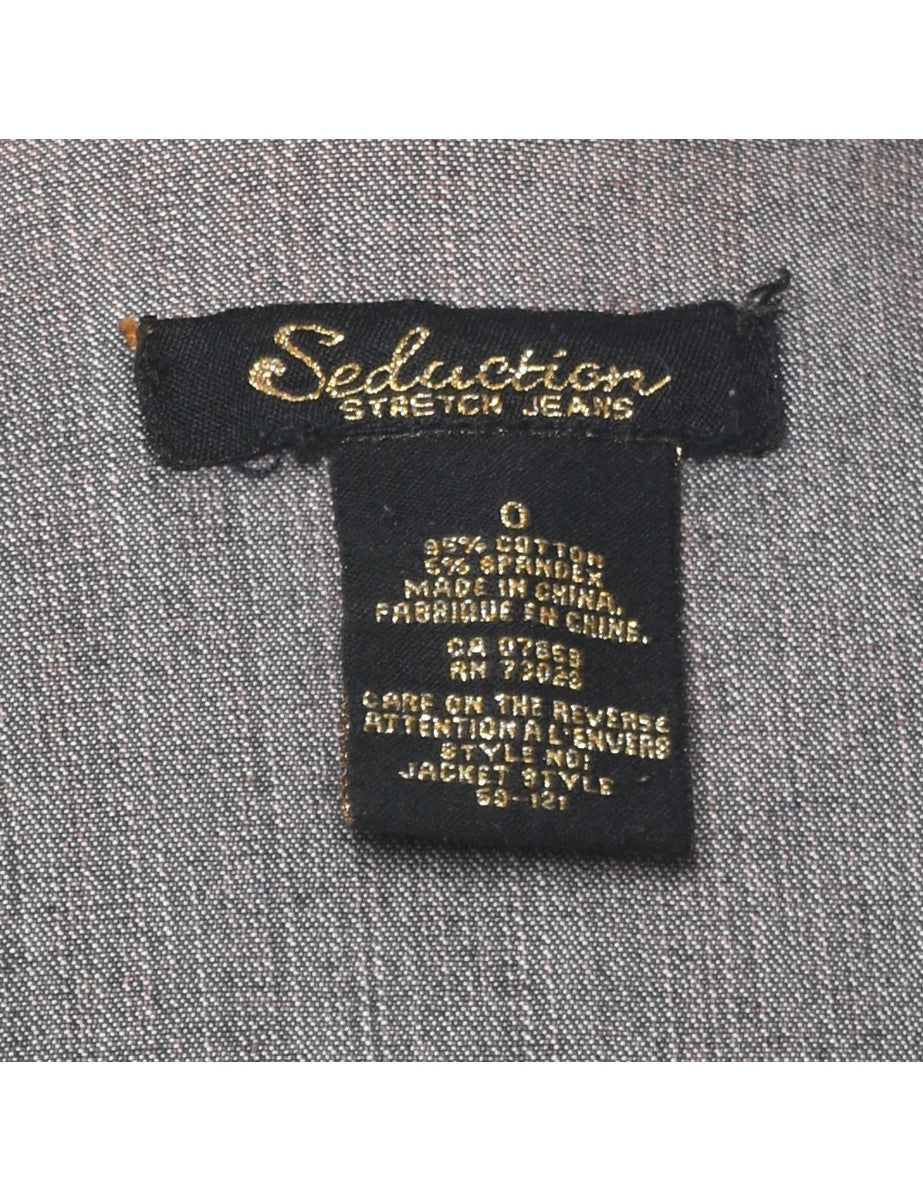 Seduction
STRETCH JEANS
0
95% COTTON
5% SPANDEX
MADE IN CHINA.
FABRIQUE EN CHINE.
CA 07859
RN 73023
CARE ON THE REVERSE
ATTENTION A L'ENVERS
STYLE NO:
JACKET STYLE
59-121